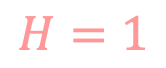 H = 1